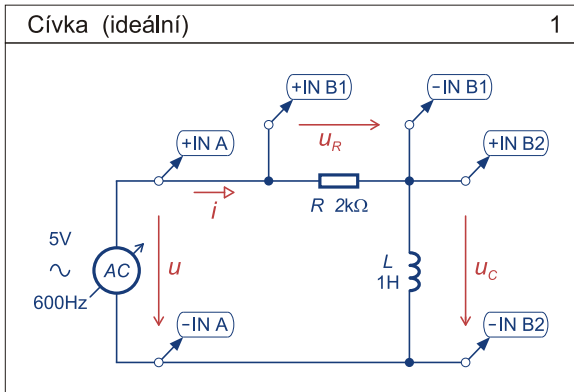 Cívka (ideální) 1
+IN B1
−IN B1
+IN A
u_R
+IN B2
i
R 2kΩ
5V
AC
600Hz
u
L
1H
u_C
−IN A
−IN B2